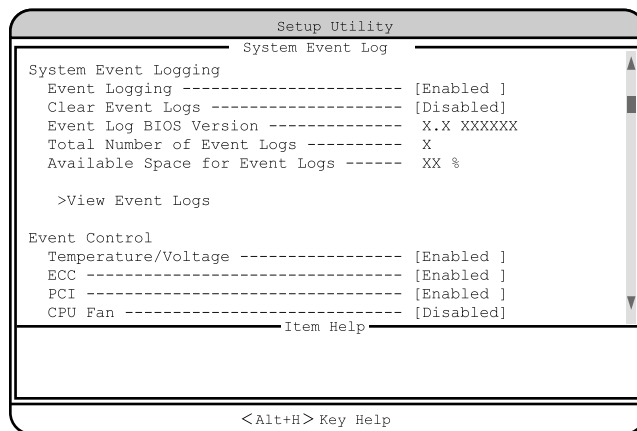 Setup Utility
System Event Log
System Event Logging
Event Logging ----------------------- [Enabled ]
Clear Event Logs -------------------- [Disabled]
Event Log BIOS Version -------------- X.X XXXXXX
Total Number of Event Logs ---------- X
Available Space for Event Logs ------ XX %
>View Event Logs
Event Control
Temperature/Voltage ----------------- [Enabled ]
ECC --------------------------------- [Enabled ]
PCI --------------------------------- [Enabled ]
CPU Fan ----------------------------- [Disabled]
Item Help
<Alt+H> Key Help